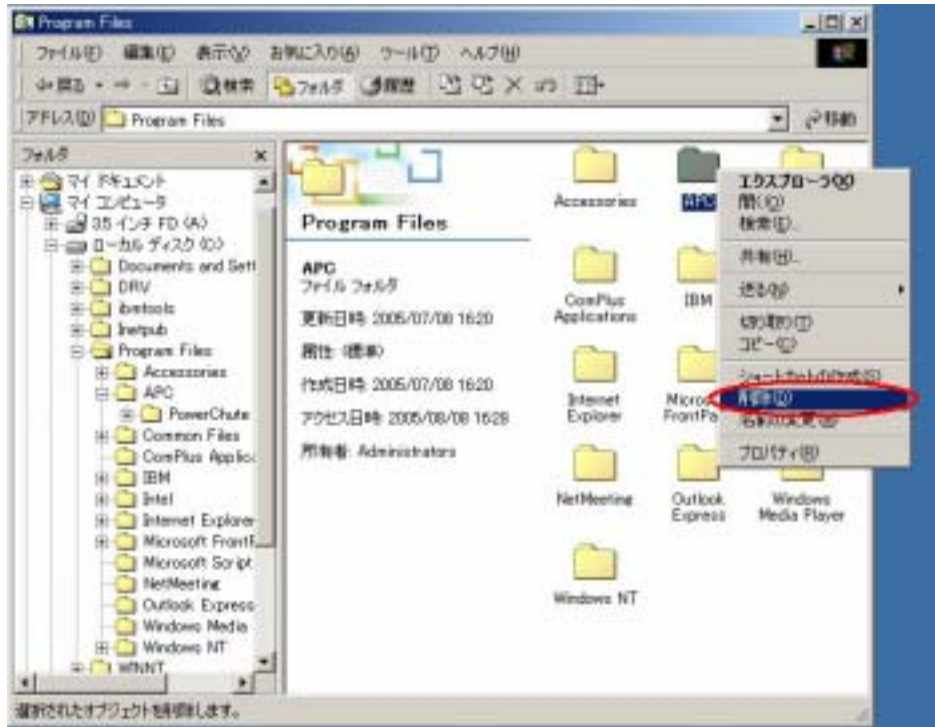 Program Files
ファイル(F) 編集(E) 表示(V) お気に入り(A) ツール(T) ヘルプ(H)
戻る 検索 フォルダ 履歴
アドレス(D) Program Files 移動
フォルダ
マイ ドキュメント
マイ コンピュータ
3.5 インチ FD (A:)
ローカル ディスク (C:)
Documents and Sett
DRV
ibmtools
Inetpub
Program Files
Accessories
APC
PowerChute
Common Files
ComPlus Applic
IBM
Intel
Internet Explorer
Microsoft FrontP
Microsoft Script
NetMeeting
Outlook Express
Windows Media
Windows NT
WINNT
Program Files
APC
ファイル フォルダ
更新日時: 2005/07/08 16:20
属性: (標準)
作成日時: 2005/07/08 16:20
アクセス日時: 2005/08/08 16:28
所有者: Administrators
Accessories
APC
ComPlus Applications
IBM
Internet Explorer
Microsoft FrontPa
NetMeeting
Outlook Express
Windows Media Player
Windows NT
エクスプローラ(X)
開く(O)
検索(E)...
共有(H)...
送る(N)
切り取り(T)
コピー(C)
ショートカットの作成(S)
削除(D)
名前の変更(M)
プロパティ(R)
選択されたオブジェクトを削除します。